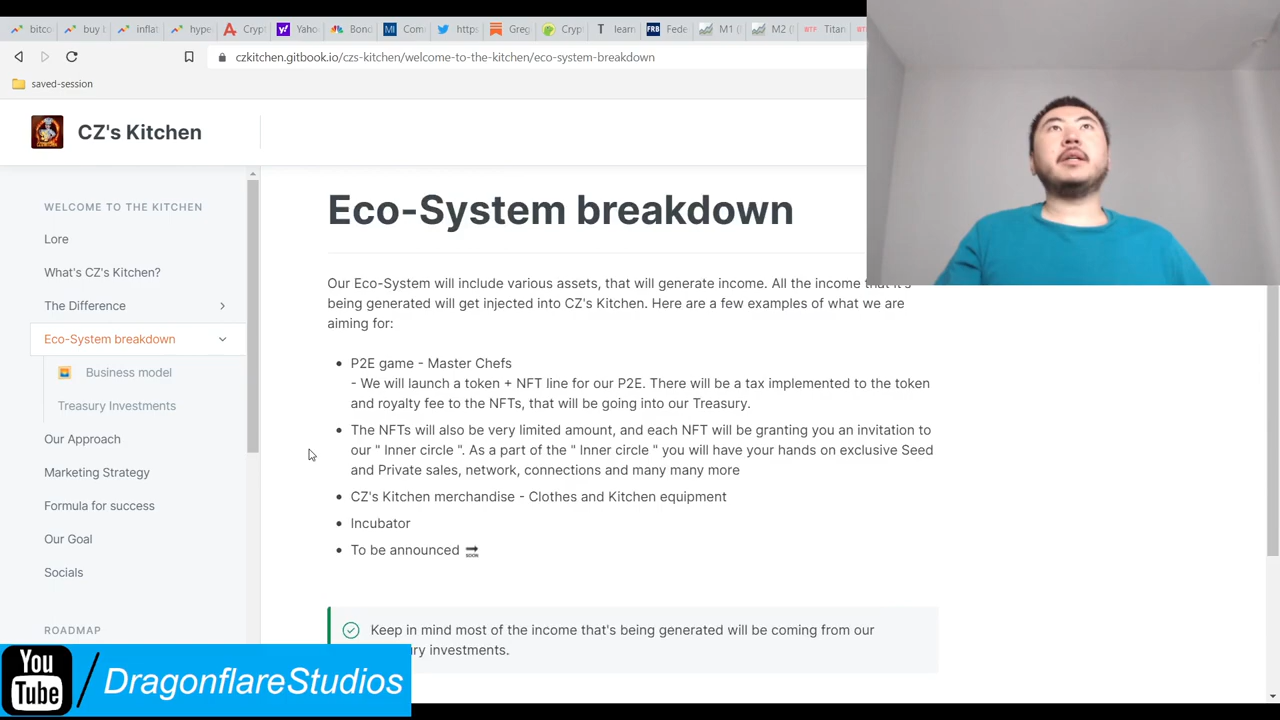 bitco
buy b
inflan
hype
Crypt
Yaho
Bond
Com
https
Greg
Cryp
learn
FRB
Fede
M1 (
M2 (
MTP
Titan
czkitchen.gitbook.io/czs-kitchen/welcome-to-the-kitchen/eco-system-breakdown
saved-session
CZ's Kitchen
WELCOME TO THE KITCHEN
Lore
What's CZ's Kitchen?
The Difference
Eco-System breakdown
Business model
Treasury Investments
Our Approach
Marketing Strategy
Formula for success
Our Goal
Socials
ROADMAP
Eco-System breakdown
Our Eco-System will include various assets, that will generate income. All the income that it's
being generated will get injected into CZ's Kitchen. Here are a few examples of what we are
aiming for:
P2E game - Master Chefs
- We will launch a token + NFT line for our P2E. There will be a tax implemented to the token
and royalty fee to the NFTs, that will be going into our Treasury.
The NFTs will also be very limited amount, and each NFT will be granting you an invitation to
our " Inner circle ". As a part of the " Inner circle " you will have your hands on exclusive Seed
and Private sales, network, connections and many many more
CZ's Kitchen merchandise - Clothes and Kitchen equipment
Incubator
To be announced
Keep in mind most of the income that's being generated will be coming from our
ury investments.
You
Tube
/ DragonflareStudios